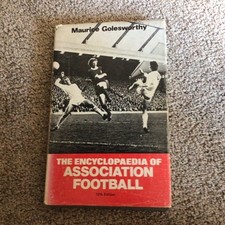 Maurice Golesworthy
THE ENCYCLOPAEDIA OF
ASSOCIATION
FOOTBALL